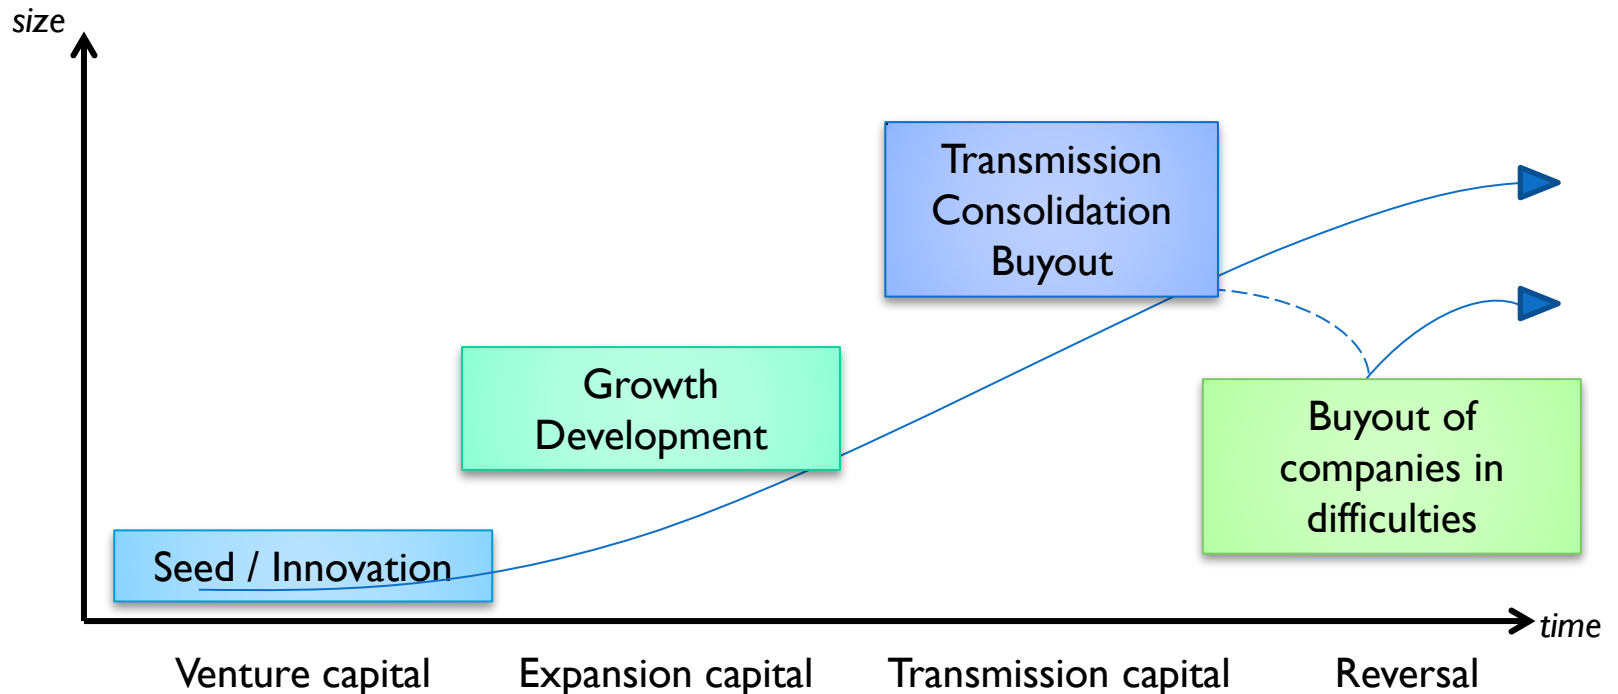 size
Transmission
Consolidation
Buyout
Growth
Development
Buyout of
companies in
difficulties
Seed / Innovation
time
Venture capital
Expansion capital
Transmission capital
Reversal